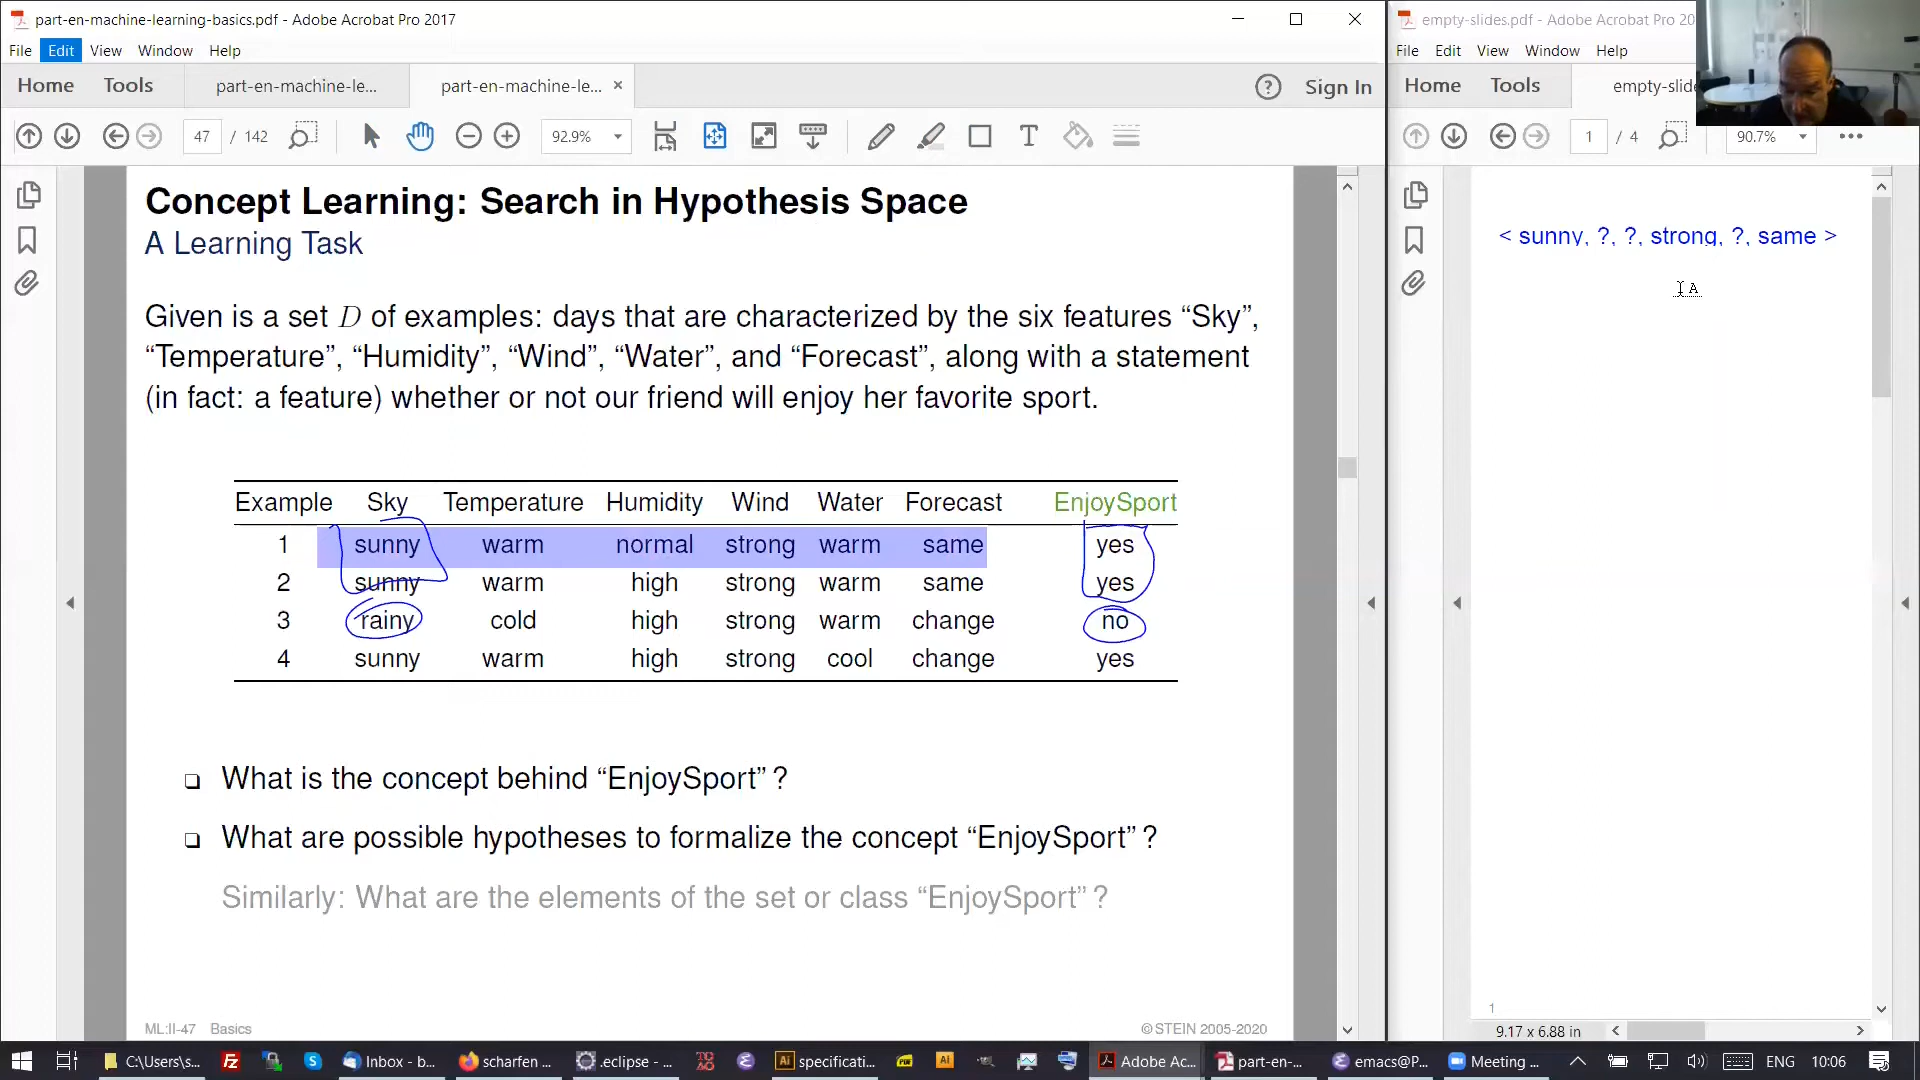 part-en-machine-learning-basics.pdf - Adobe Acrobat Pro 2017
File Edit View Window Help
Home Tools part-en-machine-le... part-en-machine-le... × Sign In
47 / 142 92.9%
Concept Learning: Search in Hypothesis Space
A Learning Task
Given is a set D of examples: days that are characterized by the six features “Sky”,
“Temperature”, “Humidity”, “Wind”, “Water”, and “Forecast”, along with a statement
(in fact: a feature) whether or not our friend will enjoy her favorite sport.
Example Sky Temperature Humidity Wind Water Forecast EnjoySport
1 sunny warm normal strong warm same yes
2 sunny warm high strong warm same yes
3 rainy cold high strong warm change no
4 sunny warm high strong cool change yes
❑ What is the concept behind “EnjoySport” ?
❑ What are possible hypotheses to formalize the concept “EnjoySport” ?
Similarly: What are the elements of the set or class “EnjoySport” ?
ML:II-47 Basics © STEIN 2005-2020
empty-slides.pdf - Adobe Acrobat Pro 20
File Edit View Window Help
Home Tools empty-slide
1 / 4 90.7%
< sunny, ?, ?, strong, ?, same >
A
1
9.17 x 6.88 in
C:\Users\s... Inbox - b... scharfen ... .eclipse - ... specificati... Adobe Ac... part-en-... emacs@P... Meeting ... ENG 10:06